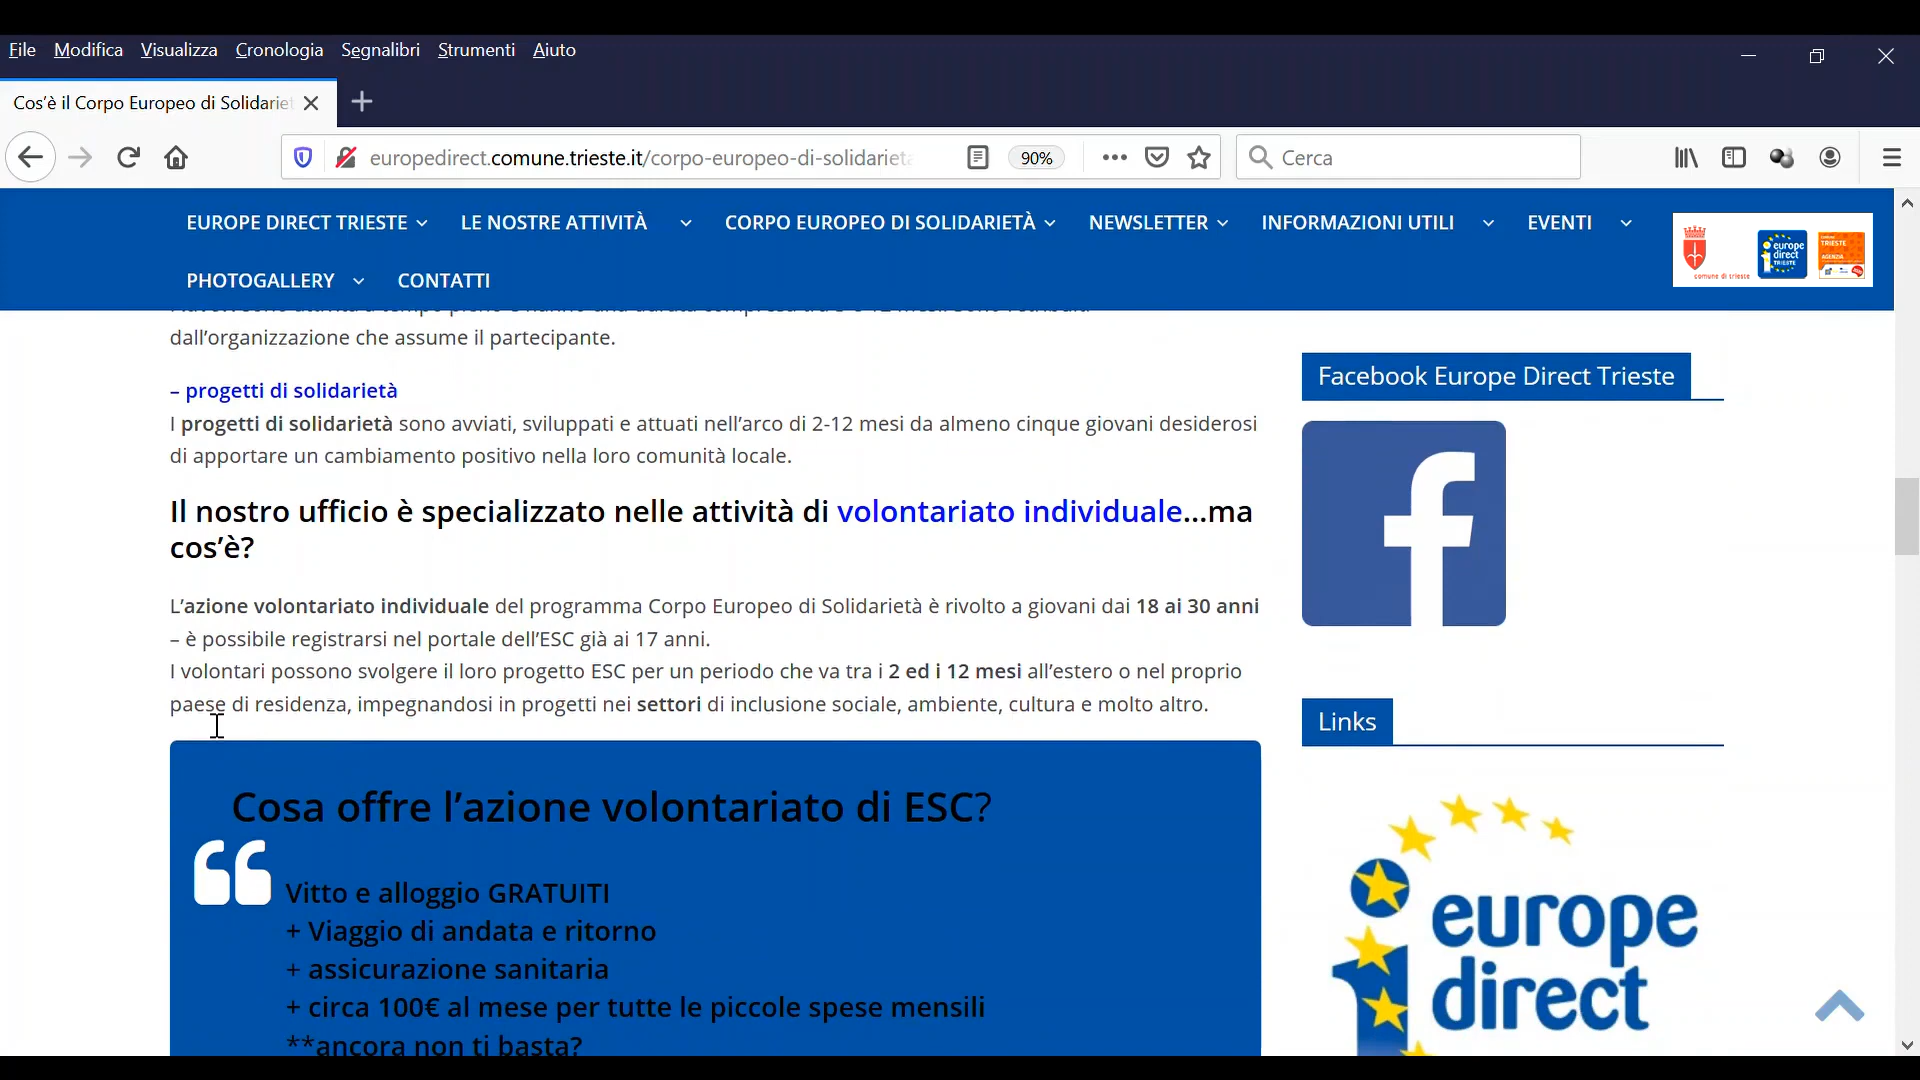 File Modifica Visualizza Cronologia Segnalibri Strumenti Aiuto
Cos'è il Corpo Europeo di Solidariet
europedirect.comune.trieste.it/corpo-europeo-di-solidarieta
90%
Cerca
EUROPE DIRECT TRIESTE LE NOSTRE ATTIVITÀ CORPO EUROPEO DI SOLIDARIETÀ NEWSLETTER INFORMAZIONI UTILI EVENTI
PHOTOGALLERY CONTATTI
comune di trieste
europe direct TRIESTE
TRIESTE
AGENZIA
dall'organizzazione che assume il partecipante.
– progetti di solidarietà
I progetti di solidarietà sono avviati, sviluppati e attuati nell'arco di 2-12 mesi da almeno cinque giovani desiderosi
di apportare un cambiamento positivo nella loro comunità locale.
Il nostro ufficio è specializzato nelle attività di volontariato individuale…ma
cos'è?
L'azione volontariato individuale del programma Corpo Europeo di Solidarietà è rivolto a giovani dai 18 ai 30 anni
– è possibile registrarsi nel portale dell'ESC già ai 17 anni.
I volontari possono svolgere il loro progetto ESC per un periodo che va tra i 2 ed i 12 mesi all'estero o nel proprio
paese di residenza, impegnandosi in progetti nei settori di inclusione sociale, ambiente, cultura e molto altro.
Cosa offre l'azione volontariato di ESC?
Vitto e alloggio GRATUITI
+ Viaggio di andata e ritorno
+ assicurazione sanitaria
+ circa 100€ al mese per tutte le piccole spese mensili
**ancora non ti basta?
Facebook Europe Direct Trieste
Links
europe
direct